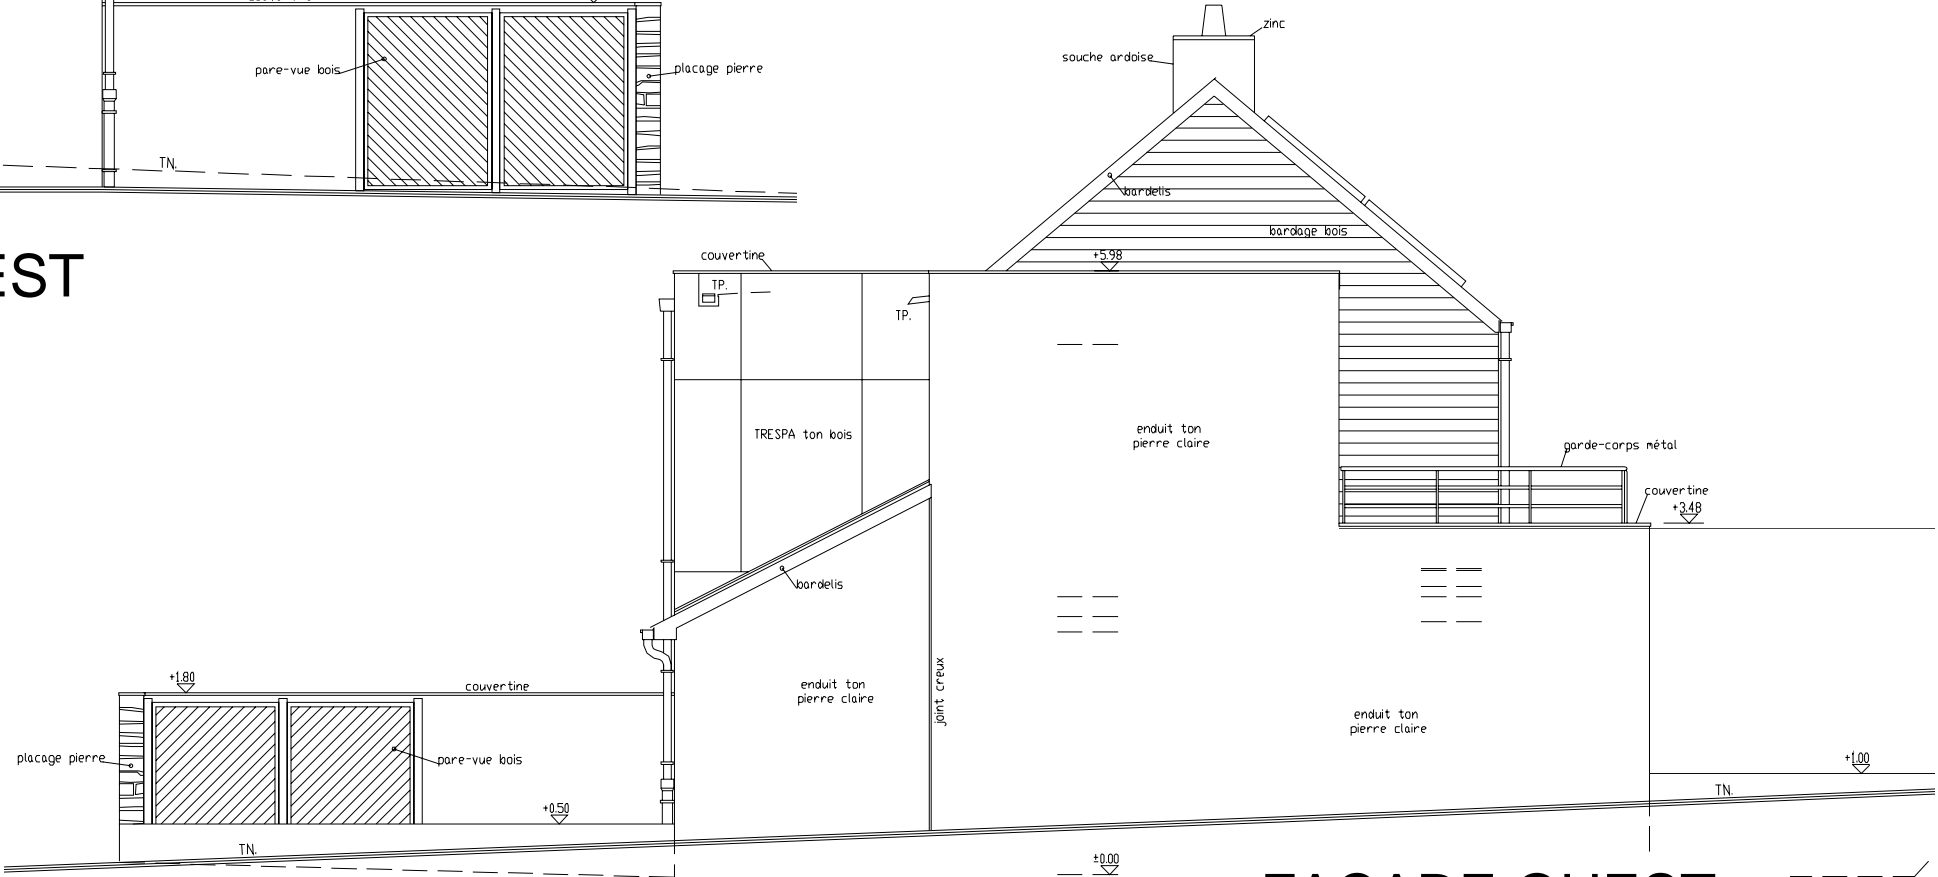 zinc
souche ardoise
pare-vue bois
placage pierre
TN.
bardelis
bardage bois
EST
couvertine
+5.98
TP.
TP.
TRESPA ton bois
enduit ton
pierre claire
garde-corps métal
couvertine
+3.48
bardelis
+1.80
couvertine
enduit ton
pierre claire
joint creux
enduit ton
pierre claire
placage pierre
pare-vue bois
+1.00
TN.
+0.50
TN.
±0.00
FACADE OUEST